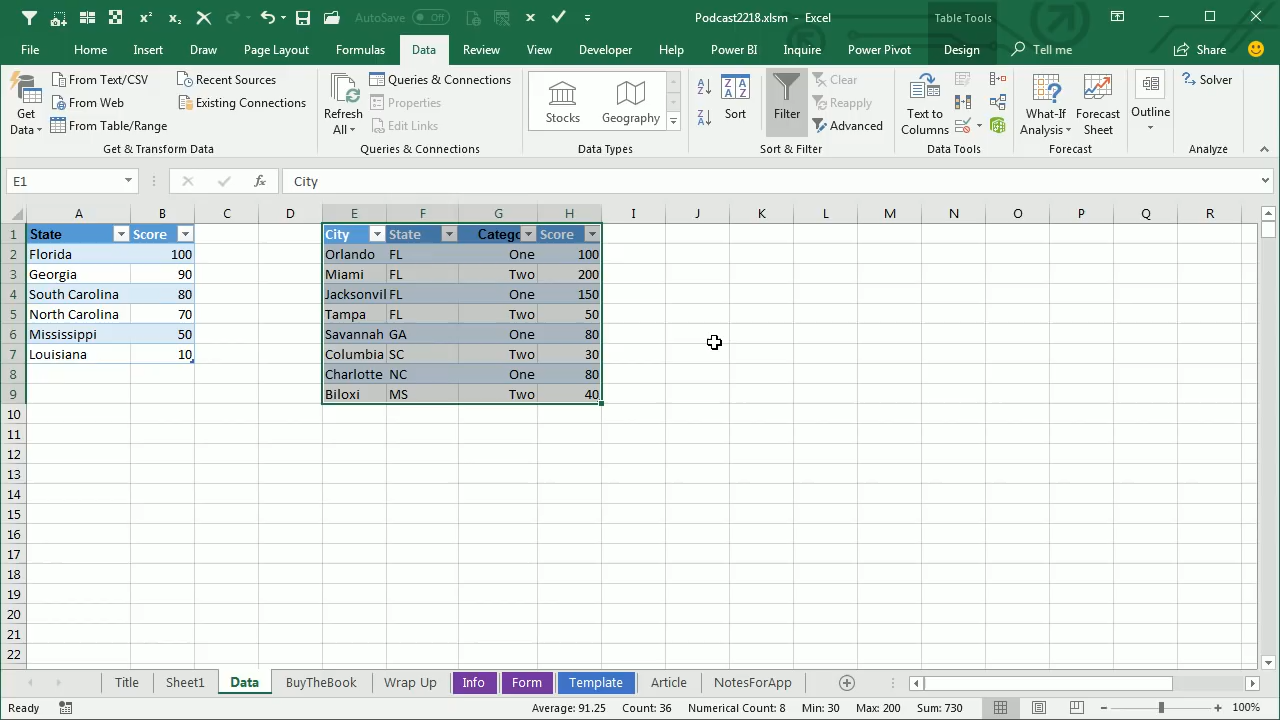 x² x₂ AutoSave Off Podcast2218.xlsm - Excel Table Tools
File Home Insert Draw Page Layout Formulas Data Review View Developer Help Power BI Inquire Power Pivot Design Tell me Share
Get Data
From Text/CSV
From Web
From Table/Range
Recent Sources
Existing Connections
Get & Transform Data
Refresh All
Queries & Connections
Properties
Edit Links
Queries & Connections
Stocks
Geography
Data Types
A Z
Z A
Sort
Filter
Clear
Reapply
Advanced
Sort & Filter
Text to Columns
Data Tools
What-If Analysis
Forecast Sheet
Forecast
Outline
Solver
Analyze
E1 fx City
A B C D E F G H I J K L M N O P Q R
1 State Score City State Catego Score
2 Florida 100 Orlando FL One 100
3 Georgia 90 Miami FL Two 200
4 South Carolina 80 Jacksonvil FL One 150
5 North Carolina 70 Tampa FL Two 50
6 Mississippi 50 Savannah GA One 80
7 Louisiana 10 Columbia SC Two 30
8 Charlotte NC One 80
9 Biloxi MS Two 40
10
11
12
13
14
15
16
17
18
19
20
21
22
Title Sheet1 Data BuyTheBook Wrap Up Info Form Template Article NotesForApp
Ready Average: 91.25 Count: 36 Numerical Count: 8 Min: 30 Max: 200 Sum: 730 100%